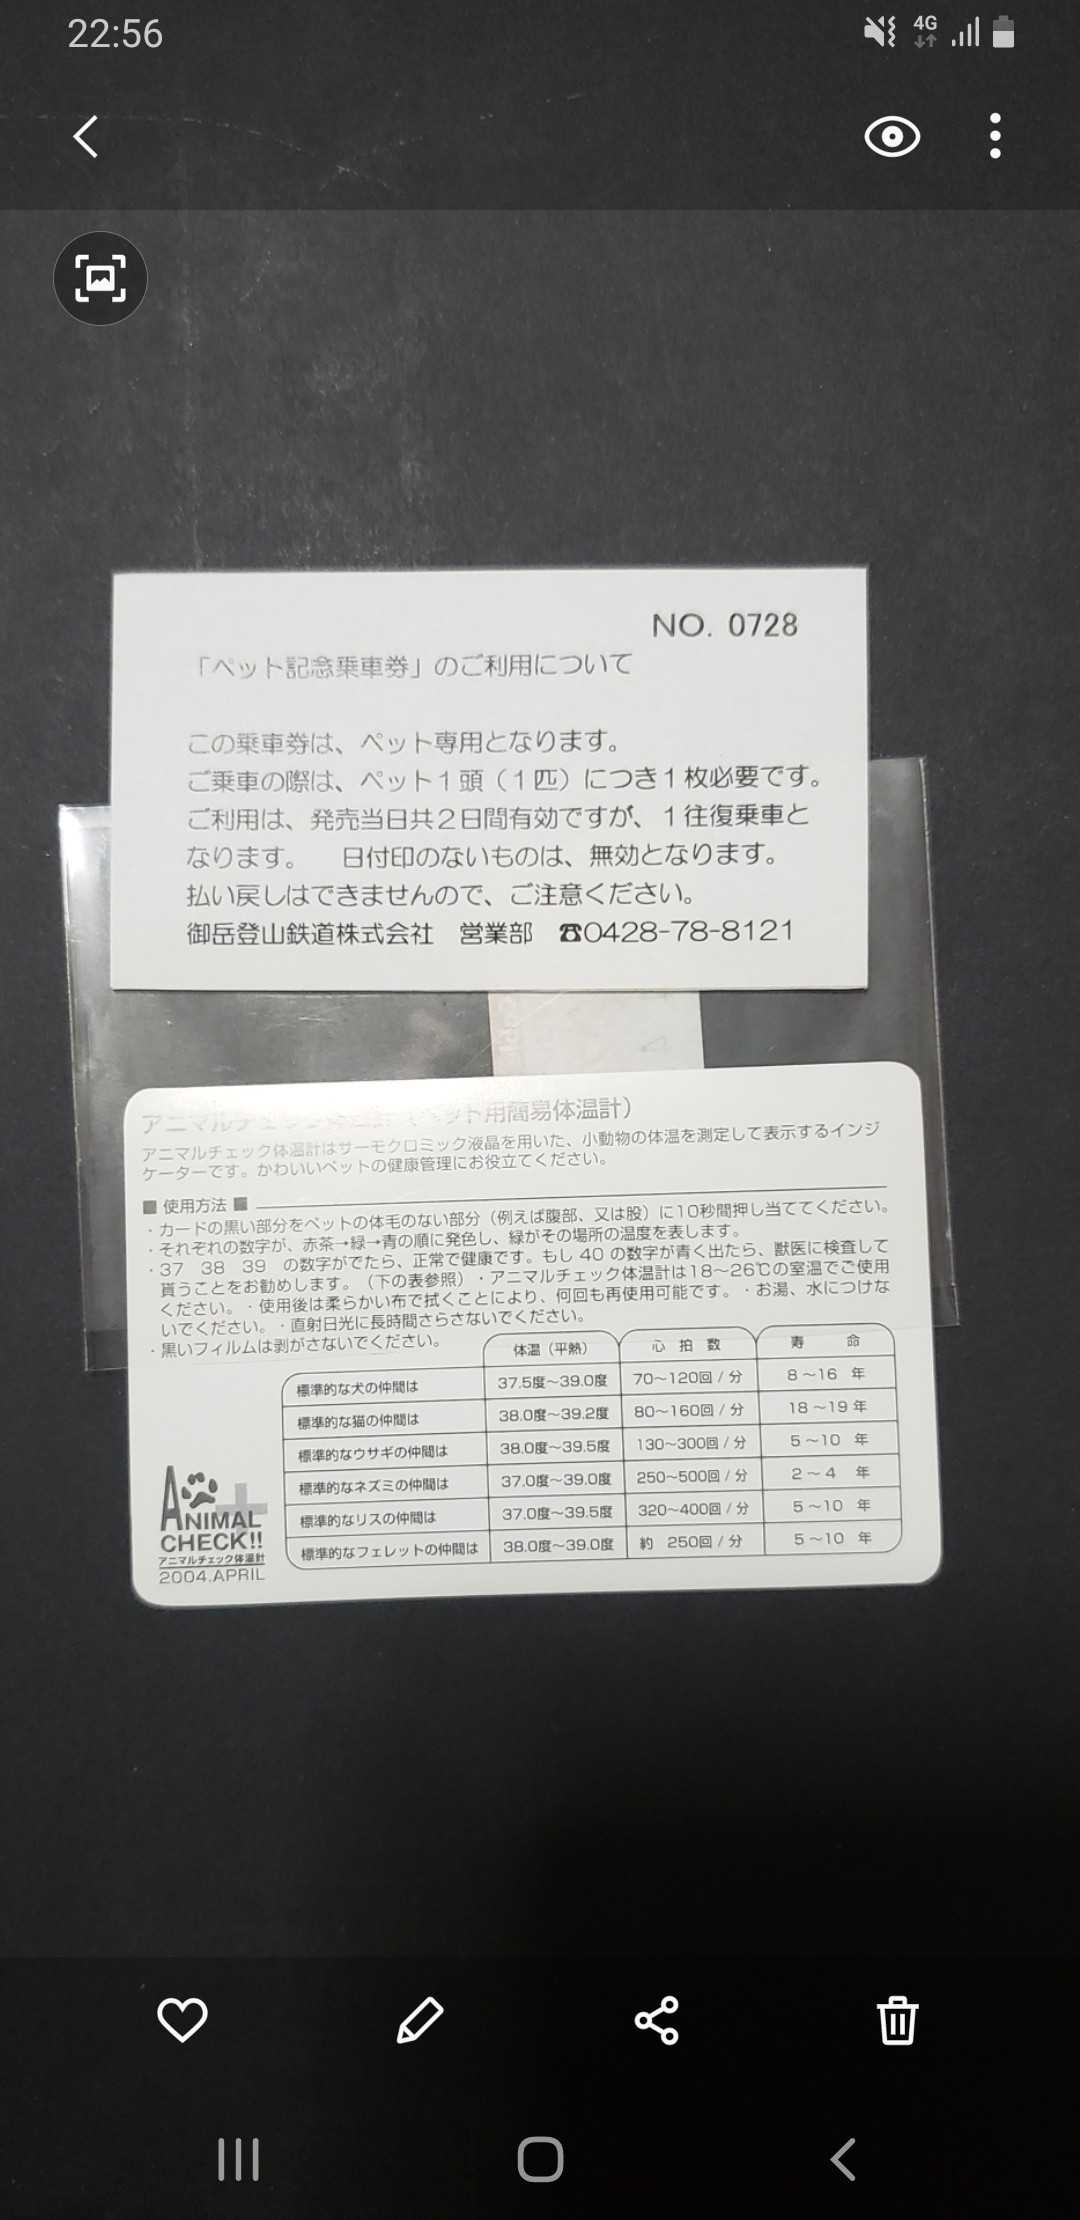 22:56
4G
NO. 0728
「ペット記念乗車券」のご利用について
この乗車券は、ペット専用となります。
ご乗車の際は、ペット1頭（1匹）につき1枚必要です。
ご利用は、発売当日共2日間有効ですが、1往復乗車と
なります。 日付印のないものは、無効となります。
払い戻しはできませんので、ご注意ください。
御岳登山鉄道株式会社 営業部 ☎0428-78-8121
アニマルチェック体温計（ペット用簡易体温計）
アニマルチェック体温計はサーモクロミック液晶を用いた、小動物の体温を測定して表示するインジ
ケーターです。かわいいペットの健康管理にお役立てください。
■ 使用方法 ■
・カードの黒い部分をペットの体毛のない部分（例えば腹部、又は股）に10秒間押し当ててください。
・それぞれの数字が、赤茶→緑→青の順に発色し、緑がその場所の温度を表します。
・37 38 39 の数字がでたら、正常で健康です。もし 40 の数字が青く出たら、獣医に検査して
貰うことをお勧めします。（下の表参照）・アニマルチェック体温計は18〜26℃の室温でご使用
ください。・使用後は柔らかい布で拭くことにより、何回も再使用可能です。・お湯、水につけな
いでください。・直射日光に長時間さらさないでください。
・黒いフィルムは剥がさないでください。
体温（平熱） 心拍数 寿命
標準的な犬の仲間は 37.5度〜39.0度 70〜120回 / 分 8〜16 年
標準的な猫の仲間は 38.0度〜39.2度 80〜160回 / 分 18〜19 年
標準的なウサギの仲間は 38.0度〜39.5度 130〜300回 / 分 5〜10 年
標準的なネズミの仲間は 37.0度〜39.0度 250〜500回 / 分 2〜4 年
標準的なリスの仲間は 37.0度〜39.5度 320〜400回 / 分 5〜10 年
標準的なフェレットの仲間は 38.0度〜39.0度 約 250回 / 分 5〜10 年
ANIMAL
CHECK!!
アニマルチェック体温計
2004.APRIL